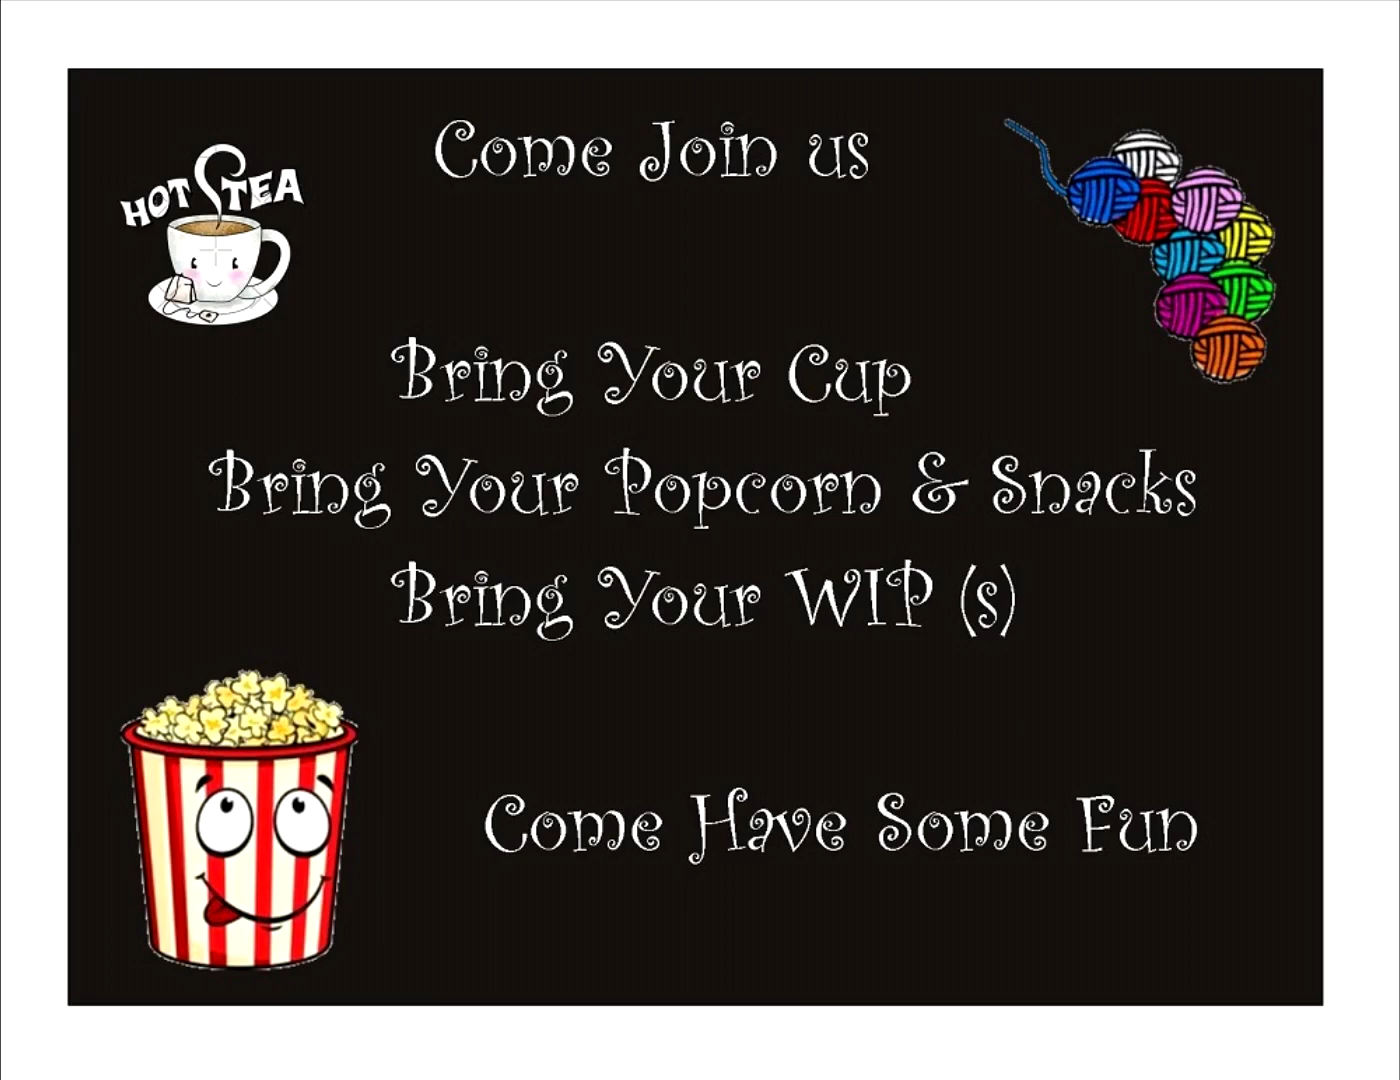 Come Join us
HOT TEA
Bring Your Cup
Bring Your Popcorn & Snacks
Bring Your WIP (s)
Come Have Some Fun